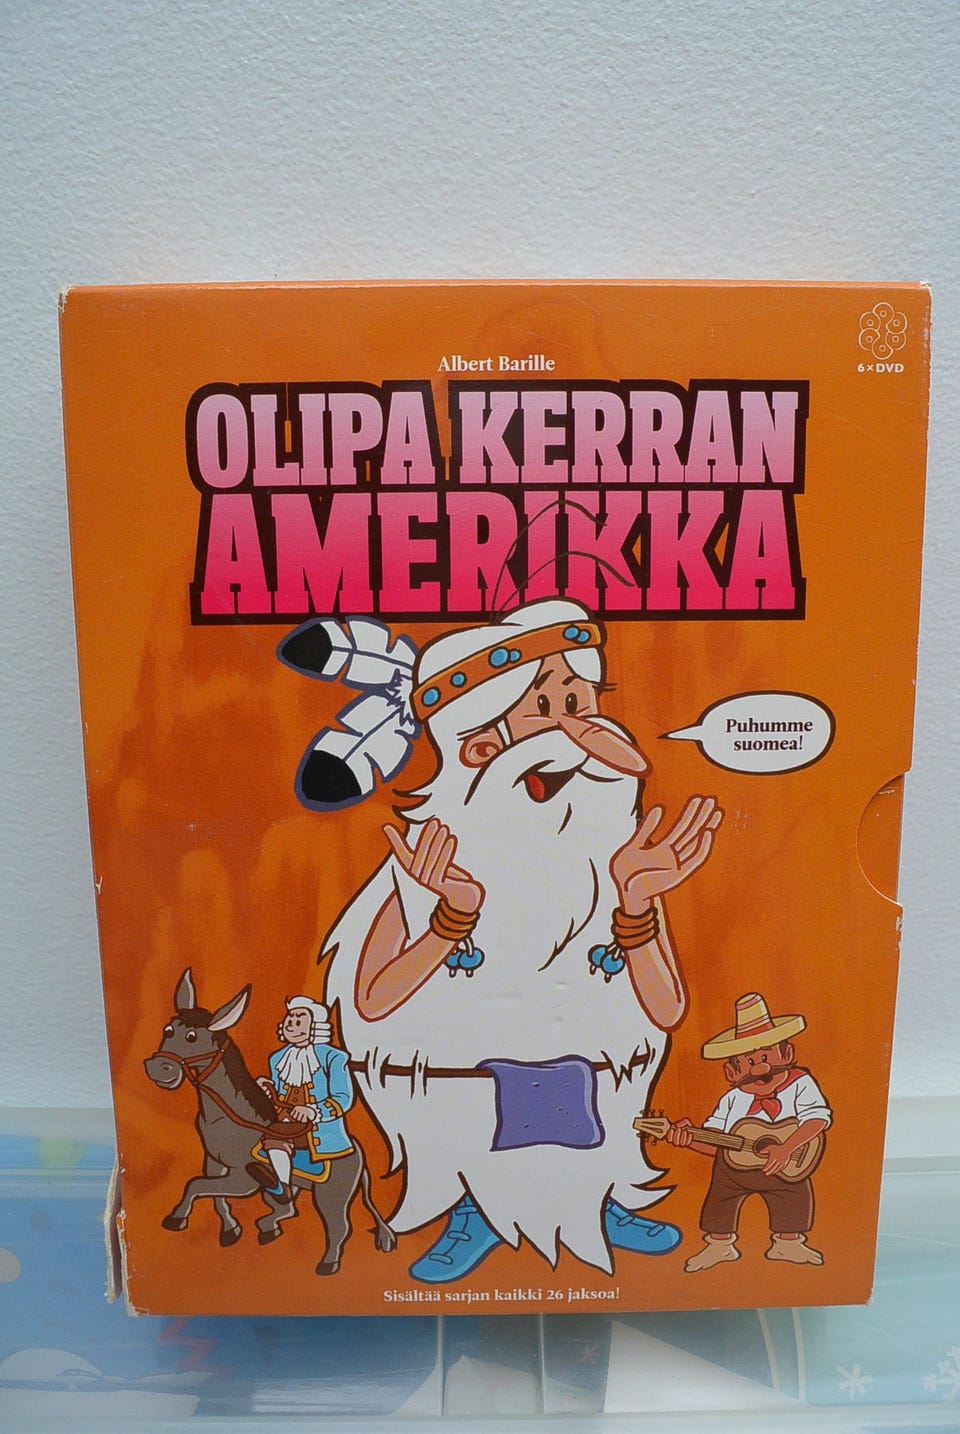 6×DVD
Albert Barille
OLIPA KERRAN
AMERIKKA
Puhumme
suomea!
Sisältää sarjan kaikki 26 jaksoa!